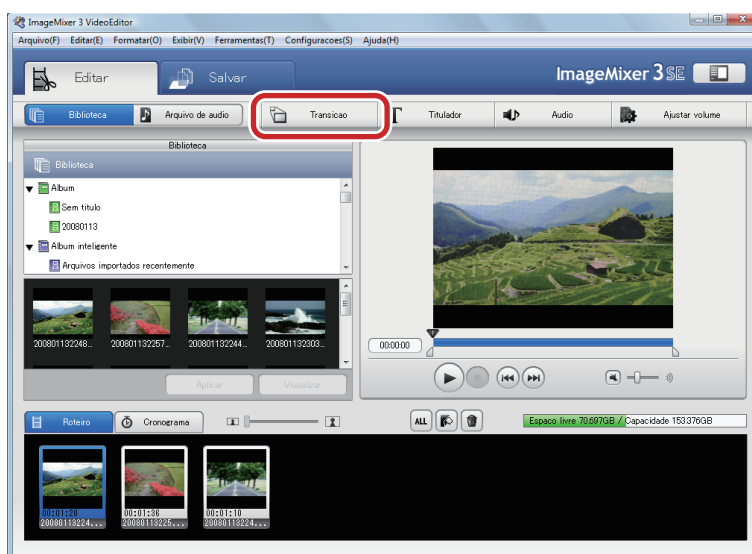 ImageMixer 3 VideoEditor
Arquivo(F) Editar(E) Formatar(O) Exibir(V) Ferramentas(T) Configuracoes(S) Ajuda(H)
Editar
Salvar
ImageMixer 3 SE
Biblioteca
Arquivo de audio
Transicao
Titulador
Audio
Ajustar volume
Biblioteca
Biblioteca
Album
Sem titulo
20080113
Album inteligente
Arquivos importados recentemente
200801132248...
200801132257...
200801132244...
200801132303...
Aplicar
Visualizar
00:00:00
Roteiro
Cronograma
ALL
Espaco livre 70.697GB / Capacidade 153.376GB
00:01:20
00:01:36
00:01:10
20080113224...
20080113225...
20080113224...